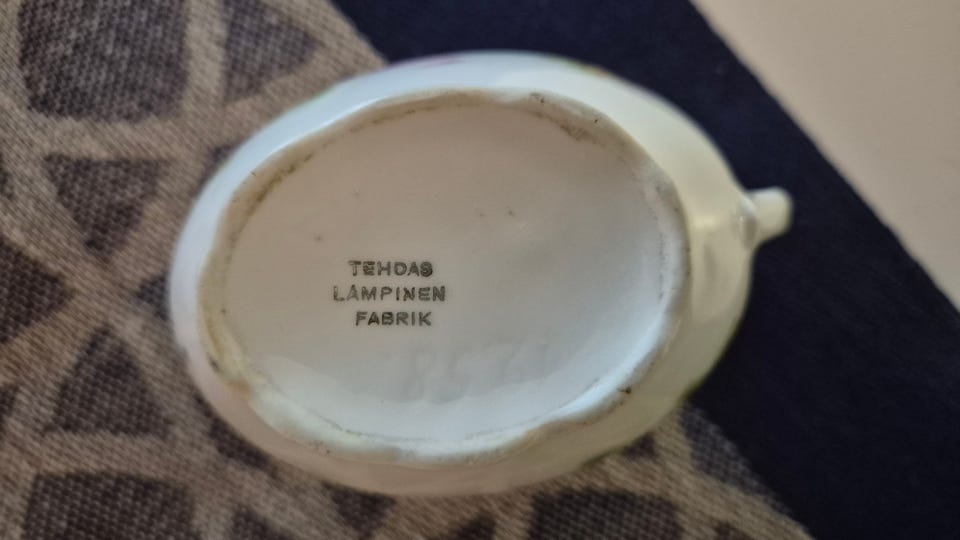 TEHDAS
LAMPINEN
FABRIK